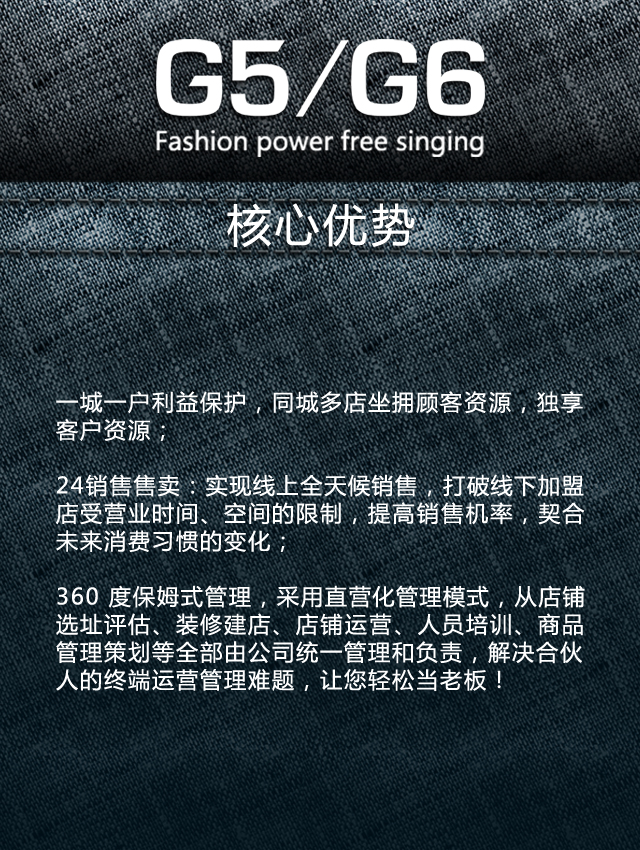 G5/G6
Fashion power free singing
核心优势
一城一户利益保护，同城多店坐拥顾客资源，独享
客户资源；
24销售售卖：实现线上全天候销售，打破线下加盟
店受营业时间、空间的限制，提高销售机率，契合
未来消费习惯的变化；
360 度保姆式管理，采用直营化管理模式，从店铺
选址评估、装修建店、店铺运营、人员培训、商品
管理策划等全部由公司统一管理和负责，解决合伙
人的终端运营管理难题，让您轻松当老板！